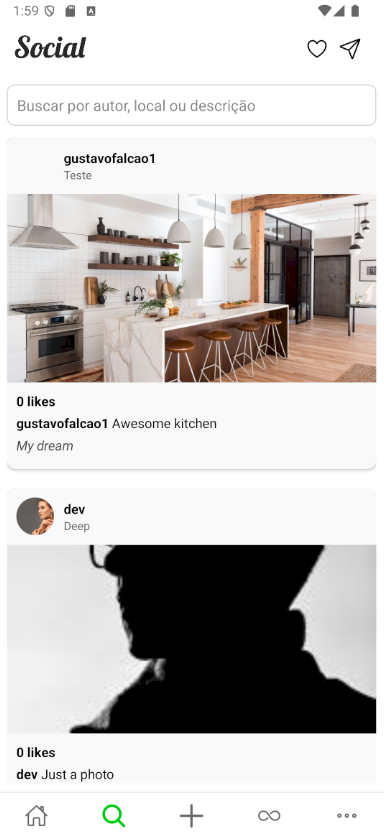 1:59
Social
Buscar por autor, local ou descrição
gustavofalcao1
Teste
0 likes
gustavofalcao1 Awesome kitchen
My dream
dev
Deep
0 likes
dev Just a photo